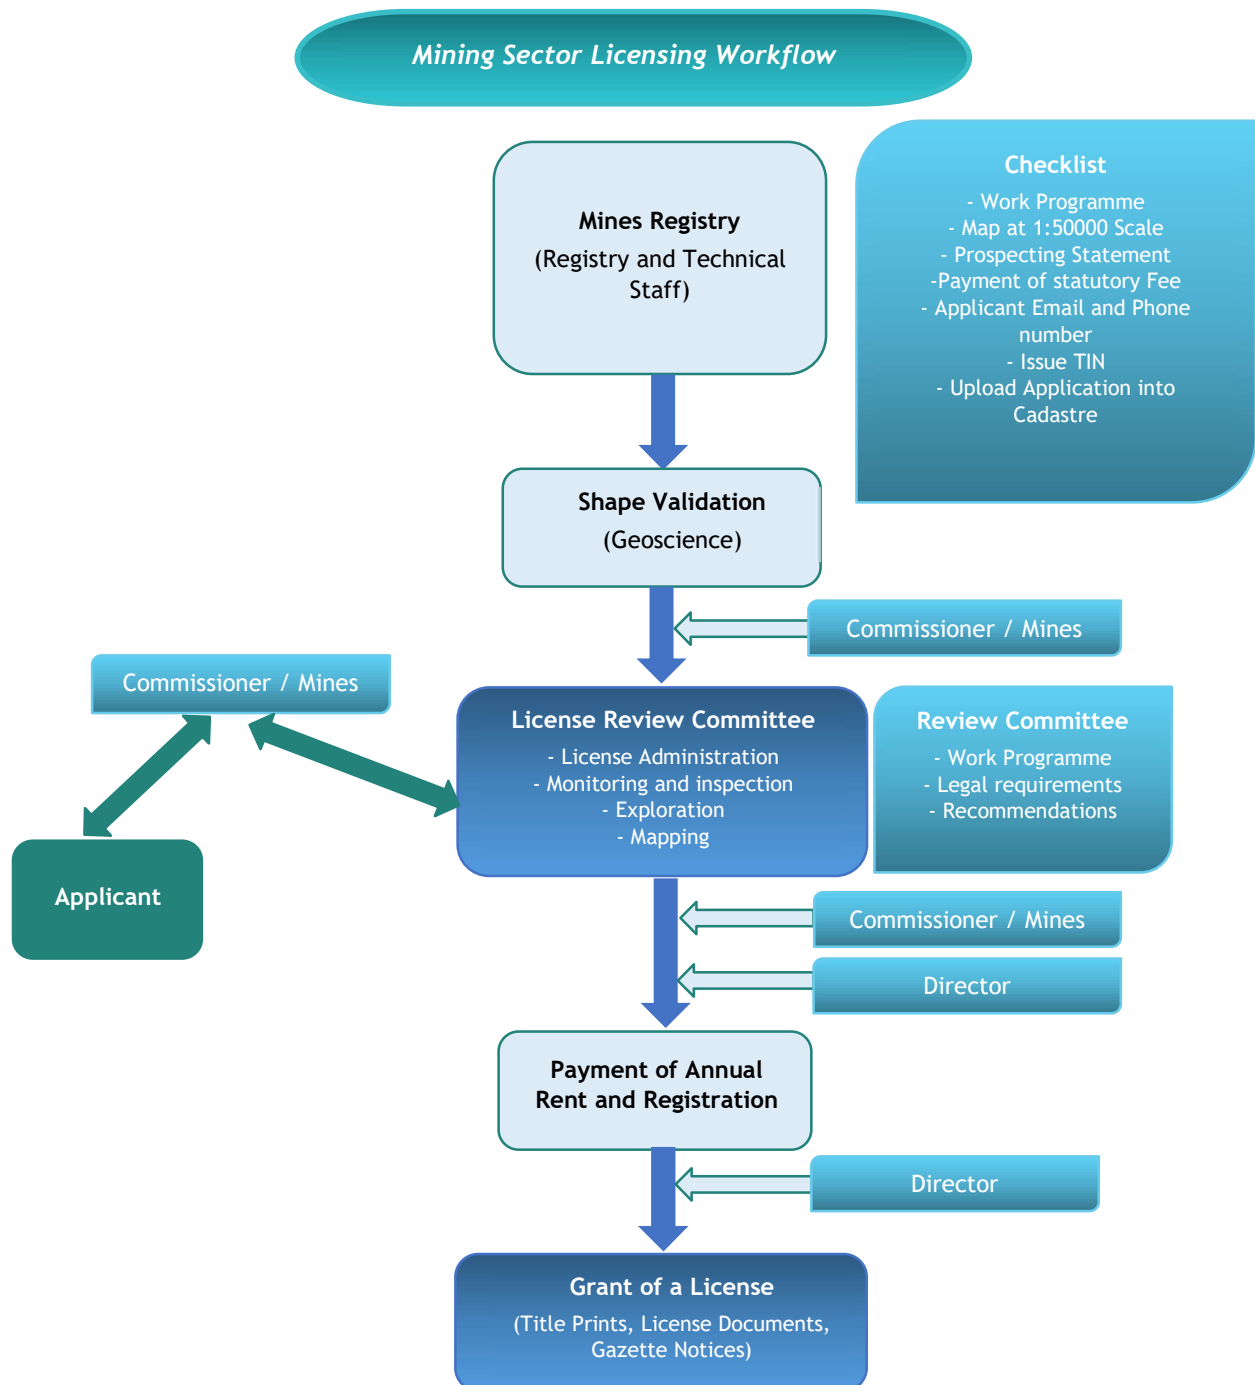 Mining Sector Licensing Workflow
Mines Registry
(Registry and Technical
Staff)
Checklist
- Work Programme
- Map at 1:50000 Scale
- Prospecting Statement
-Payment of statutory Fee
- Applicant Email and Phone
number
- Issue TIN
- Upload Application into
Cadastre
Shape Validation
(Geoscience)
Commissioner / Mines
Commissioner / Mines
License Review Committee
- License Administration
- Monitoring and inspection
- Exploration
- Mapping
Review Committee
- Work Programme
- Legal requirements
- Recommendations
Applicant
Commissioner / Mines
Director
Payment of Annual
Rent and Registration
Director
Grant of a License
(Title Prints, License Documents,
Gazette Notices)